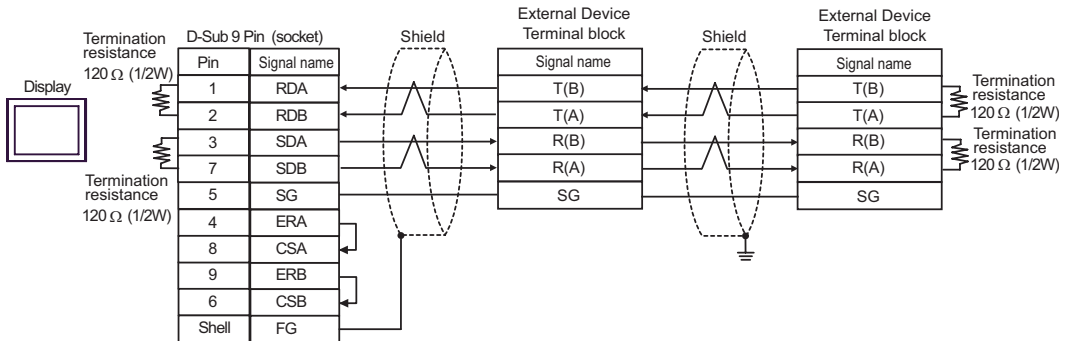 External Device
Terminal block
External Device
Terminal block
Termination
resistance
120 Ω (1/2W)
D-Sub 9 Pin (socket)
Shield
Shield
Display
Pin Signal name
1 RDA
2 RDB
3 SDA
7 SDB
5 SG
4 ERA
8 CSA
9 ERB
6 CSB
Shell FG
Termination
resistance
120 Ω (1/2W)
Signal name
T(B)
T(A)
R(B)
R(A)
SG
Signal name
T(B)
T(A)
R(B)
R(A)
SG
Termination
resistance
120 Ω (1/2W)
Termination
resistance
120 Ω (1/2W)